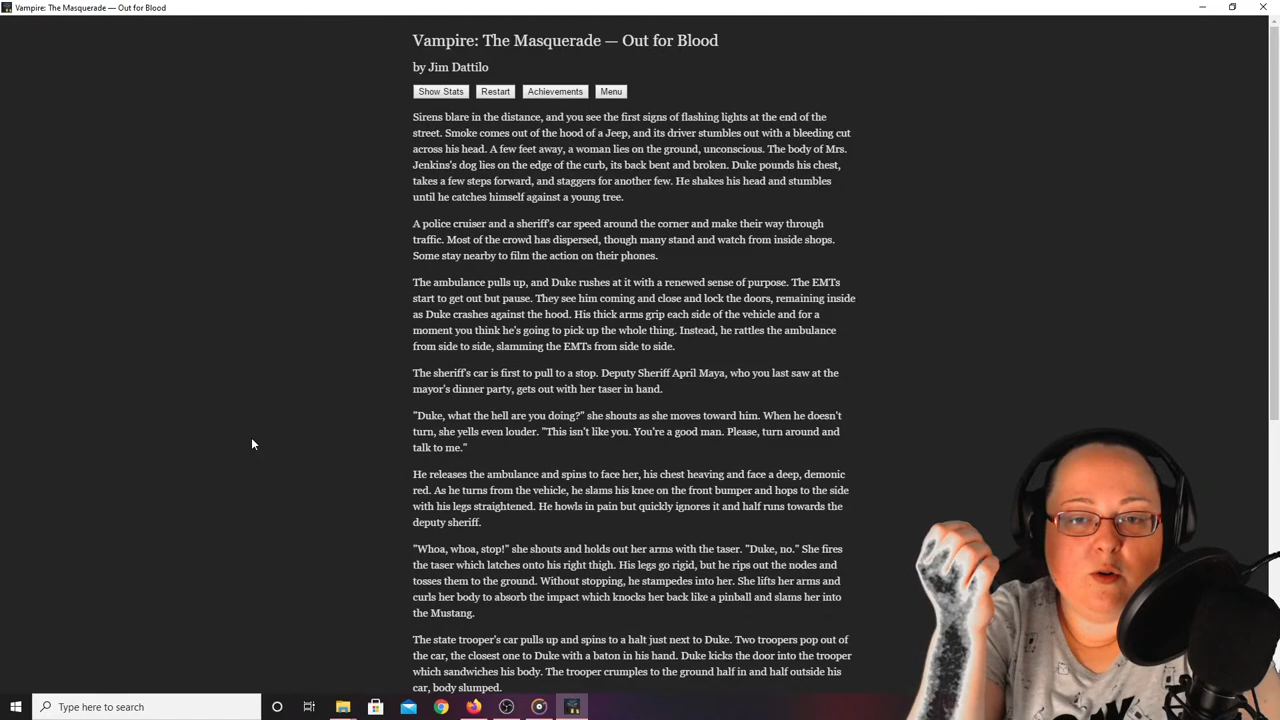 Vampire: The Masquerade — Out for Blood
Vampire: The Masquerade — Out for Blood
by Jim Dattilo
Show Stats Restart Achievements Menu
Sirens blare in the distance, and you see the first signs of flashing lights at the end of the
street. Smoke comes out of the hood of a Jeep, and its driver stumbles out with a bleeding cut
across his head. A few feet away, a woman lies on the ground, unconscious. The body of Mrs.
Jenkins's dog lies on the edge of the curb, its back bent and broken. Duke pounds his chest,
takes a few steps forward, and staggers for another few. He shakes his head and stumbles
until he catches himself against a young tree.
A police cruiser and a sheriff's car speed around the corner and make their way through
traffic. Most of the crowd has dispersed, though many stand and watch from inside shops.
Some stay nearby to film the action on their phones.
The ambulance pulls up, and Duke rushes at it with a renewed sense of purpose. The EMTs
start to get out but pause. They see him coming and close and lock the doors, remaining inside
as Duke crashes against the hood. His thick arms grip each side of the vehicle and for a
moment you think he's going to pick up the whole thing. Instead, he rattles the ambulance
from side to side, slamming the EMTs from side to side.
The sheriff's car is first to pull to a stop. Deputy Sheriff April Maya, who you last saw at the
mayor's dinner party, gets out with her taser in hand.
"Duke, what the hell are you doing?" she shouts as she moves toward him. When he doesn't
turn, she yells even louder. "This isn't like you. You're a good man. Please, turn around and
talk to me."
He releases the ambulance and spins to face her, his chest heaving and face a deep, demonic
red. As he turns from the vehicle, he slams his knee on the front bumper and hops to the side
with his legs straightened. He howls in pain but quickly ignores it and half runs towards the
deputy sheriff.
"Whoa, whoa, stop!" she shouts and holds out her arms with the taser. "Duke, no." She fires
the taser which latches onto his right thigh. His legs go rigid, but he rips out the nodes and
tosses them to the ground. Without stopping, he stampedes into her. She lifts her arms and
curls her body to absorb the impact which knocks her back like a pinball and slams her into
the Mustang.
The state trooper's car pulls up and spins to a halt just next to Duke. Two troopers pop out of
the car, the closest one to Duke with a baton in his hand. Duke kicks the door into the trooper
which sandwiches his body. The trooper crumples to the ground half in and half outside his
car, body slumped.
Type here to search